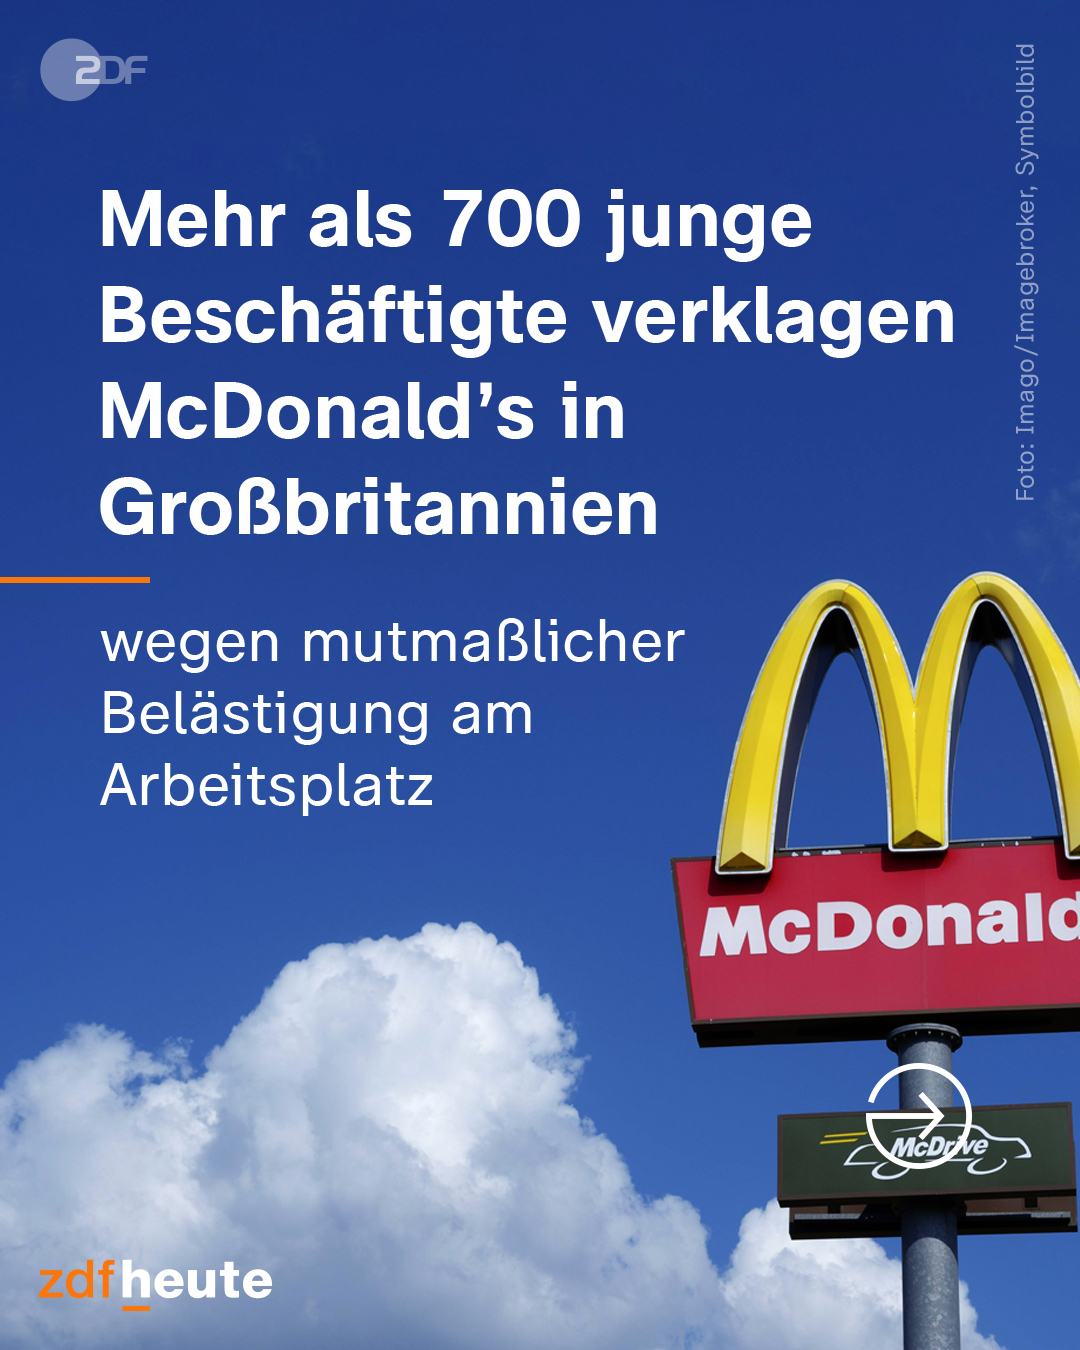 ZDF
Foto: Imago/Imagebroker, Symbolbild
Mehr als 700 junge
Beschäftigte verklagen
McDonald’s in
Großbritannien
wegen mutmaßlicher
Belästigung am
Arbeitsplatz
McDonald
McDrive
zdfheute